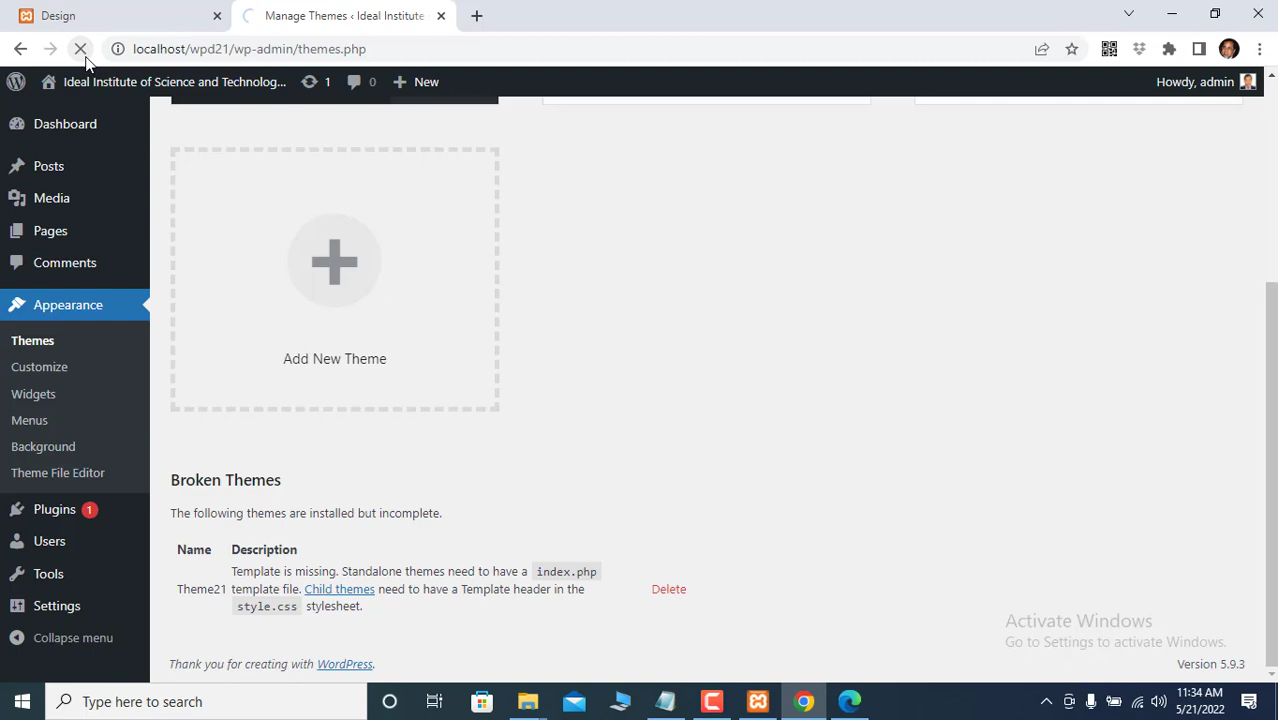 Design
Manage Themes ‹ Ideal Institute
localhost/wpd21/wp-admin/themes.php
Ideal Institute of Science and Technolog...
1
0
New
Howdy, admin
Dashboard
Posts
Media
Pages
Comments
Appearance
Themes
Customize
Widgets
Menus
Background
Theme File Editor
Plugins 1
Users
Tools
Settings
Collapse menu
Add New Theme
Broken Themes
The following themes are installed but incomplete.
Name Description
Template is missing. Standalone themes need to have a index.php
Theme21 template file. Child themes need to have a Template header in the Delete
style.css stylesheet.
Activate Windows
Go to Settings to activate Windows.
Thank you for creating with WordPress.
Version 5.9.3
Type here to search
11:34 AM
5/21/2022